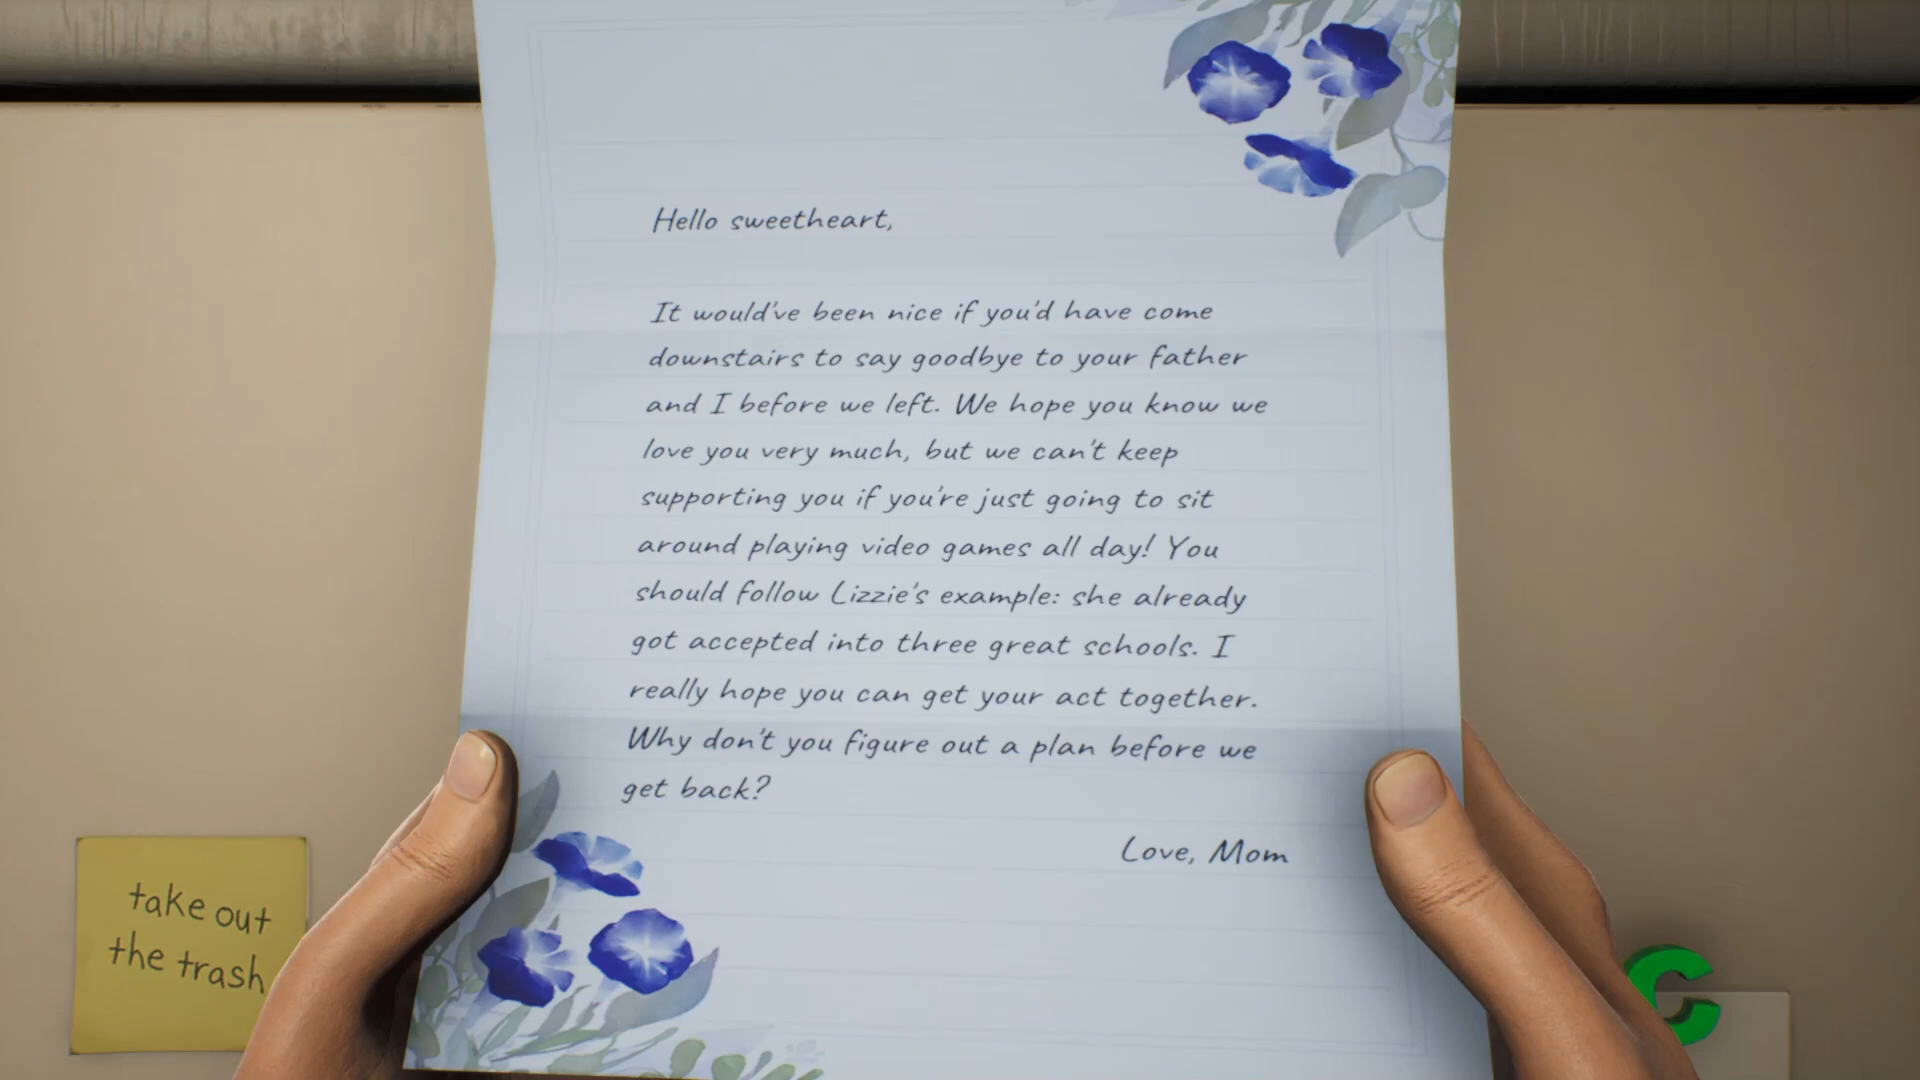 Hello sweetheart,
It would've been nice if you'd have come
downstairs to say goodbye to your father
and I before we left. We hope you know we
love you very much, but we can't keep
supporting you if you're just going to sit
around playing video games all day! You
should follow Lizzie's example: she already
got accepted into three great schools. I
really hope you can get your act together.
Why don't you figure out a plan before we
get back?
Love, Mom
take out
the trash